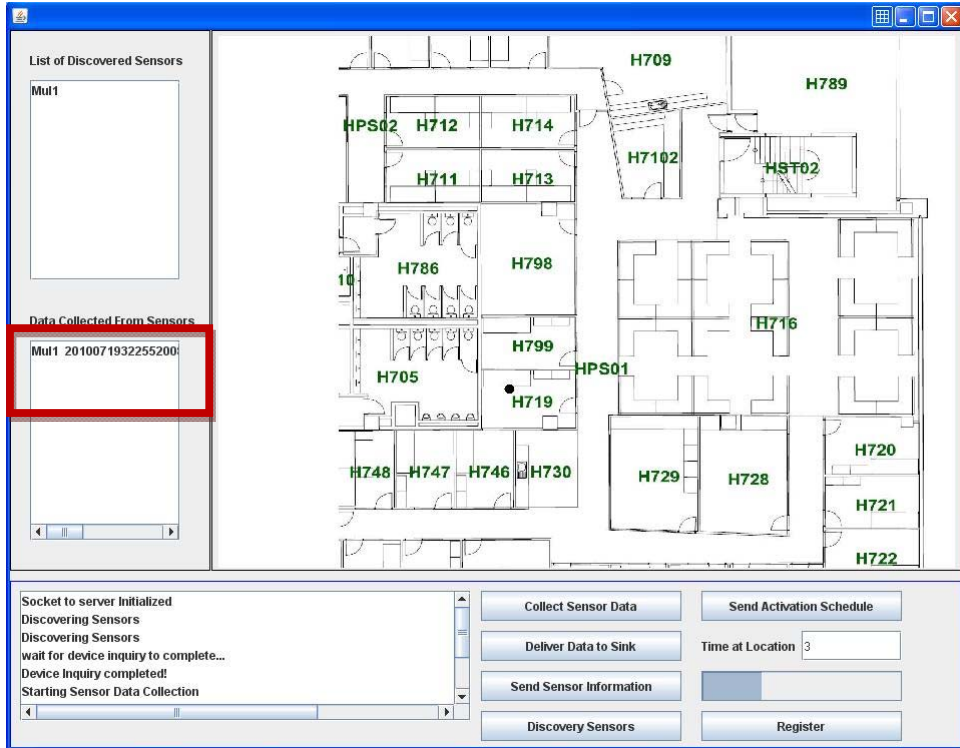 List of Discovered Sensors
Mul1
Data Collected From Sensors
Mul1 20100719322552008
H709
H789
HPS02 H712 H714
H7102
HST02
H711 H713
H786 H798
10
H716
H799
H705
HPS01
H719
H720
H748 H747 H746 H730 H729 H728
H721
H722
Socket to server Initialized
Discovering Sensors
Discovering Sensors
wait for device inquiry to complete...
Device Inquiry completed!
Starting Sensor Data Collection
Collect Sensor Data
Send Activation Schedule
Deliver Data to Sink
Time at Location 3
Send Sensor Information
Discovery Sensors
Register